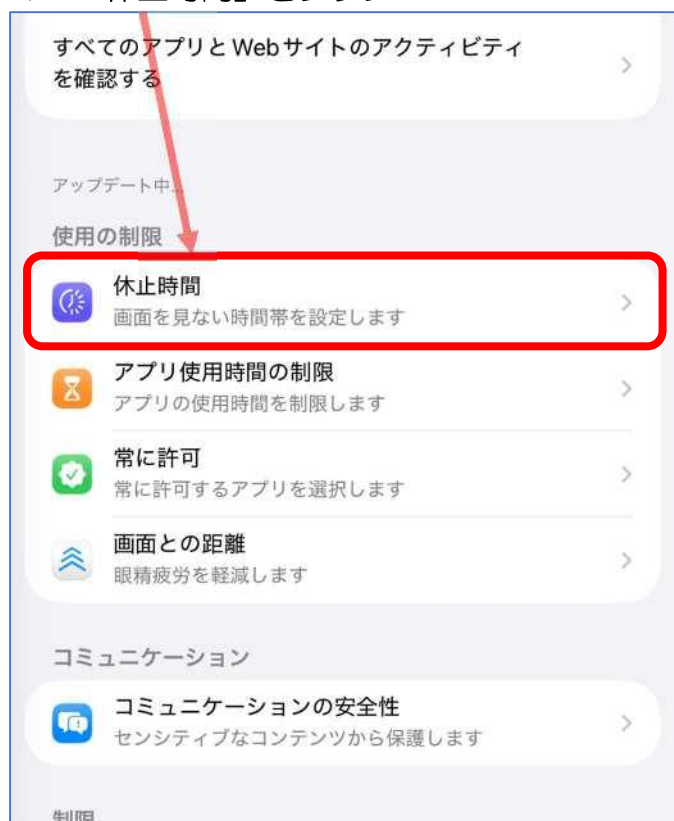 すべてのアプリとWebサイトのアクティビティ
を確認する
アップデート中...
使用の制限
休止時間
画面を見ない時間帯を設定します
アプリ使用時間の制限
アプリの使用時間を制限します
常に許可
常に許可するアプリを選択します
画面との距離
眼精疲労を軽減します
コミュニケーション
コミュニケーションの安全性
センシティブなコンテンツから保護します
制限